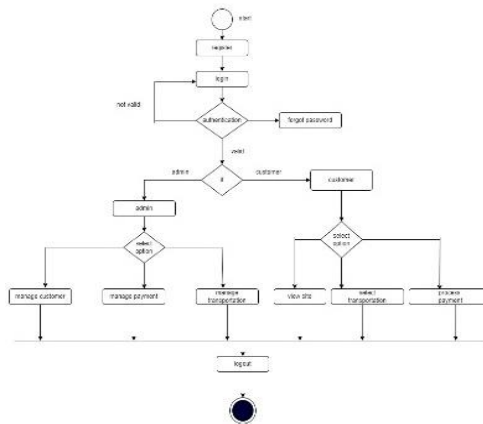 start
register
login
not valid
authentication
forgot password
valid
admin
if
customer
customer
admin
select
option
select
option
manage customer
manage payment
manage
transportation
view site
select
transportation
process
payment
logout